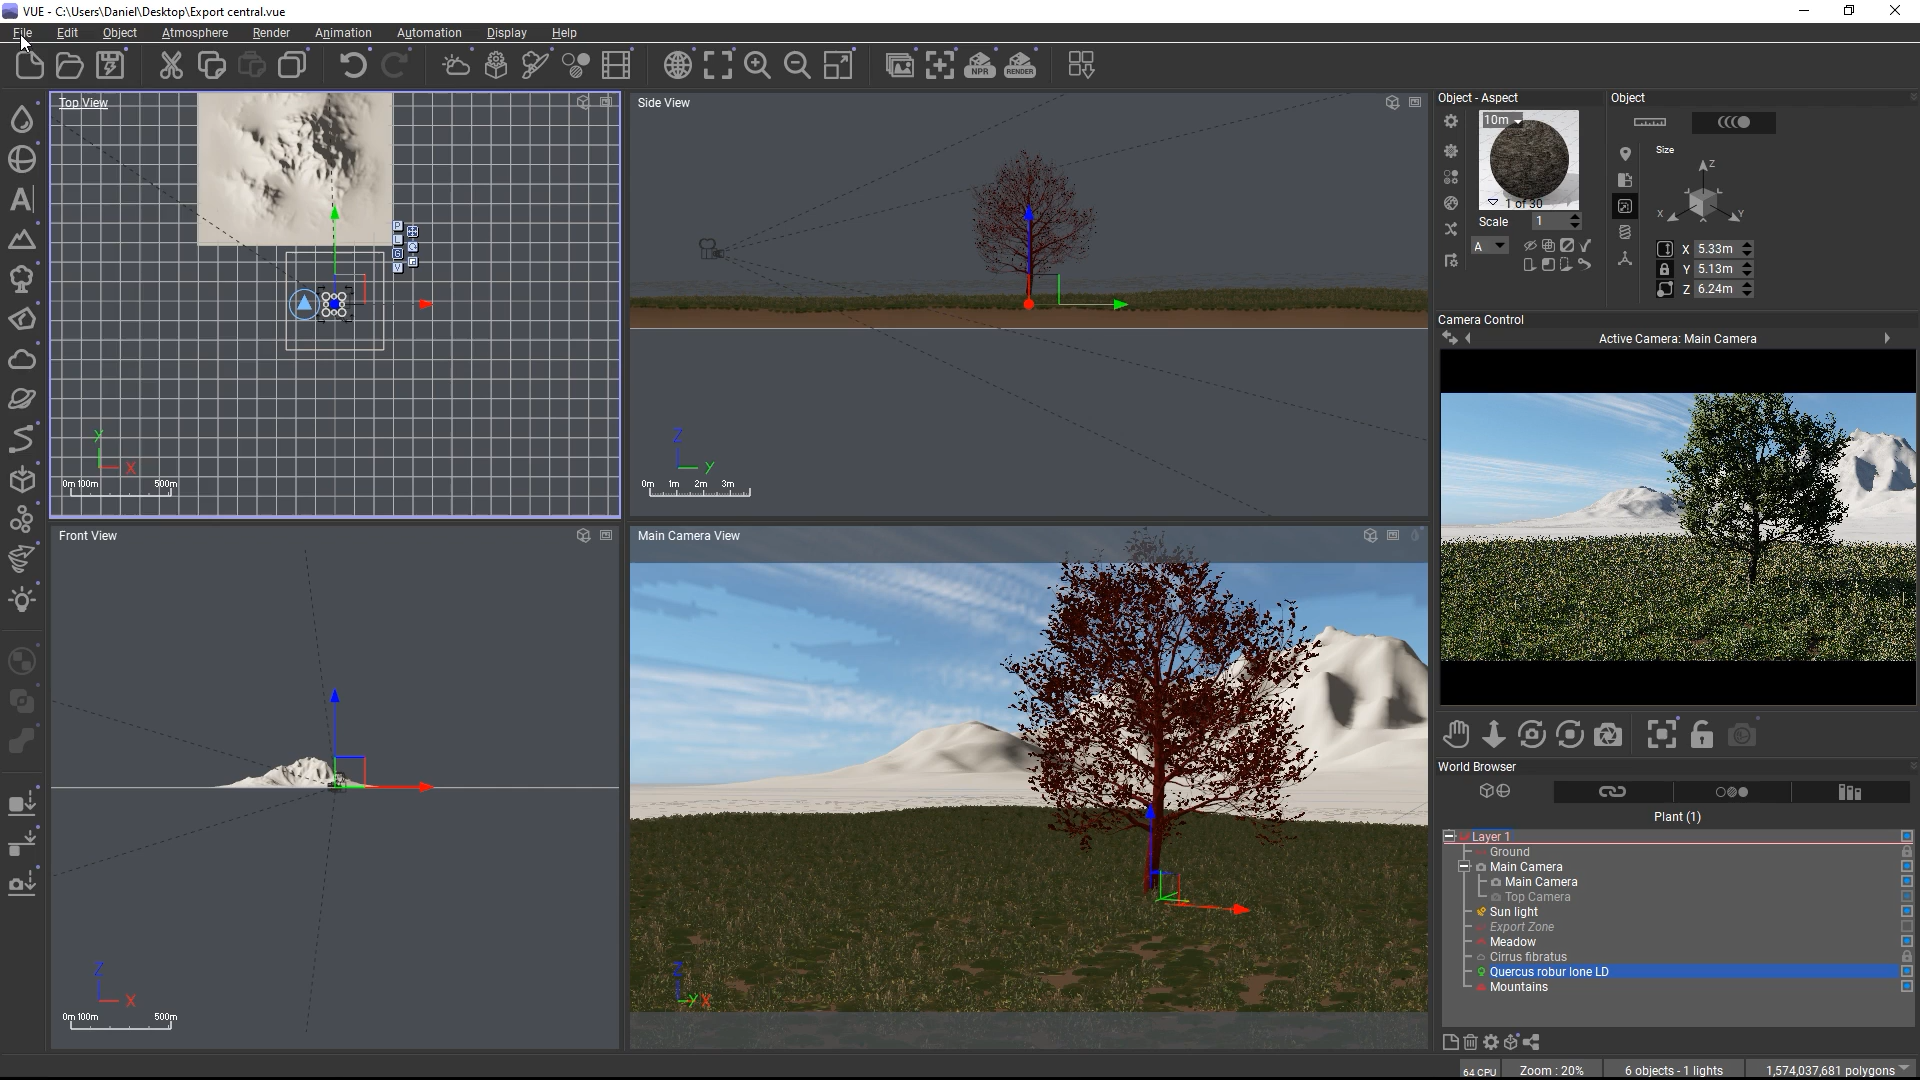 VUE - C:\Users\Daniel\Desktop\Export central.vue
File Edit Object Atmosphere Render Animation Automation Display Help
NPR RENDER
Top View
P
L
G
V
Y
X
0m 100m 500m
Side View
Z
Y
0m 1m 2m 3m
Front View
Z
X
0m 100m 500m
Main Camera View
Z
Y X
Object - Aspect
10m
1 of 30
Scale 1
A
Object
Size
Z
X Y
X 5.33m
Y 5.13m
Z 6.24m
Camera Control
Active Camera: Main Camera
World Browser
Plant (1)
Layer 1
Ground
Main Camera
Main Camera
Top Camera
Sun light
Export Zone
Meadow
Cirrus fibratus
Quercus robur lone LD
Mountains
64 CPU Zoom : 20% 6 objects - 1 lights 1,574,037,681 polygons